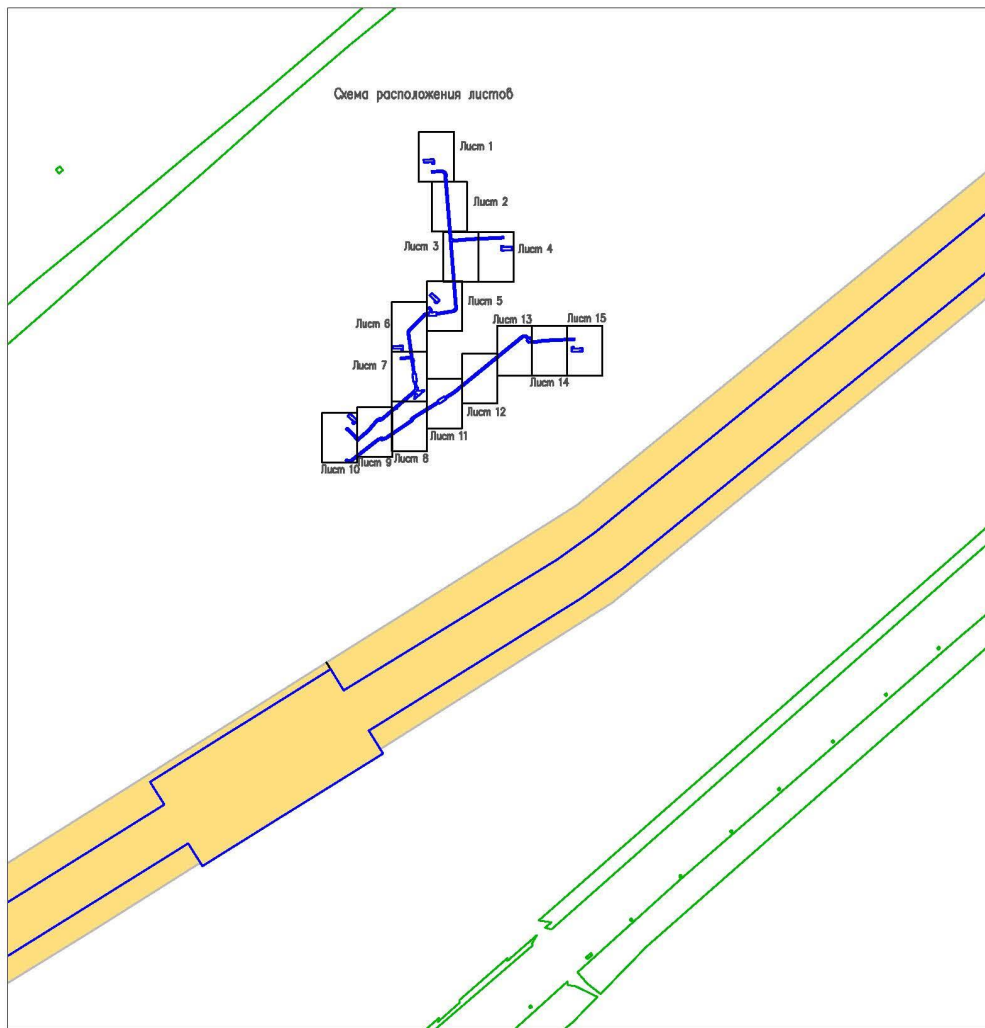 Схема расположения листов
Лист 1
Лист 2
Лист 3
Лист 4
Лист 5
Лист 6
Лист 13
Лист 15
Лист 7
Лист 14
Лист 12
Лист 11
Лист 8
Лист 9
Лист 10